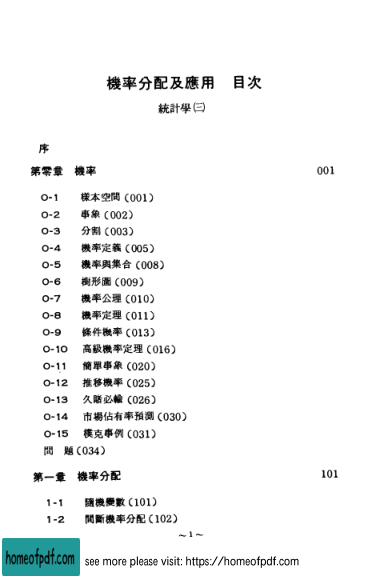 機率分配及應用 目次
統計學㈢
序
第零章 機率 001
0-1 樣本空間(001)
0-2 事象(002)
0-3 分割(003)
0-4 機率定義(005)
0-5 機率與集合(008)
0-6 樹形圖(009)
0-7 機率公理(010)
0-8 機率定理(011)
0-9 條件機率(013)
0-10 高級機率定理(016)
0-11 簡單事象(020)
0-12 推移機率(025)
0-13 久賭必輸(026)
0-14 市場佔有率預測(030)
0-15 樸克事例(031)
問 題(034)
第一章 機率分配 101
1-1 隨機變數(101)
1-2 間斷機率分配(102)
~1~
homeofpdf.com see more please visit: https://homeofpdf.com